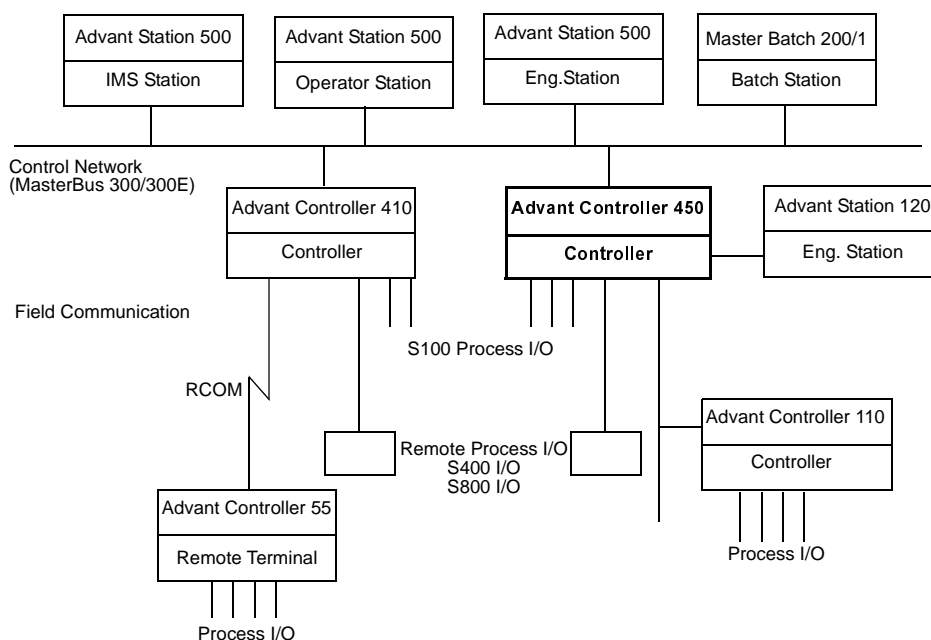 Advant Station 500
IMS Station
Advant Station 500
Operator Station
Advant Station 500
Eng.Station
Master Batch 200/1
Batch Station
Control Network
(MasterBus 300/300E)
Advant Controller 410
Controller
Advant Controller 450
Controller
Advant Station 120
Eng. Station
Field Communication
S100 Process I/O
RCOM
Remote Process I/O
S400 I/O
S800 I/O
Advant Controller 110
Controller
Process I/O
Advant Controller 55
Remote Terminal
Process I/O